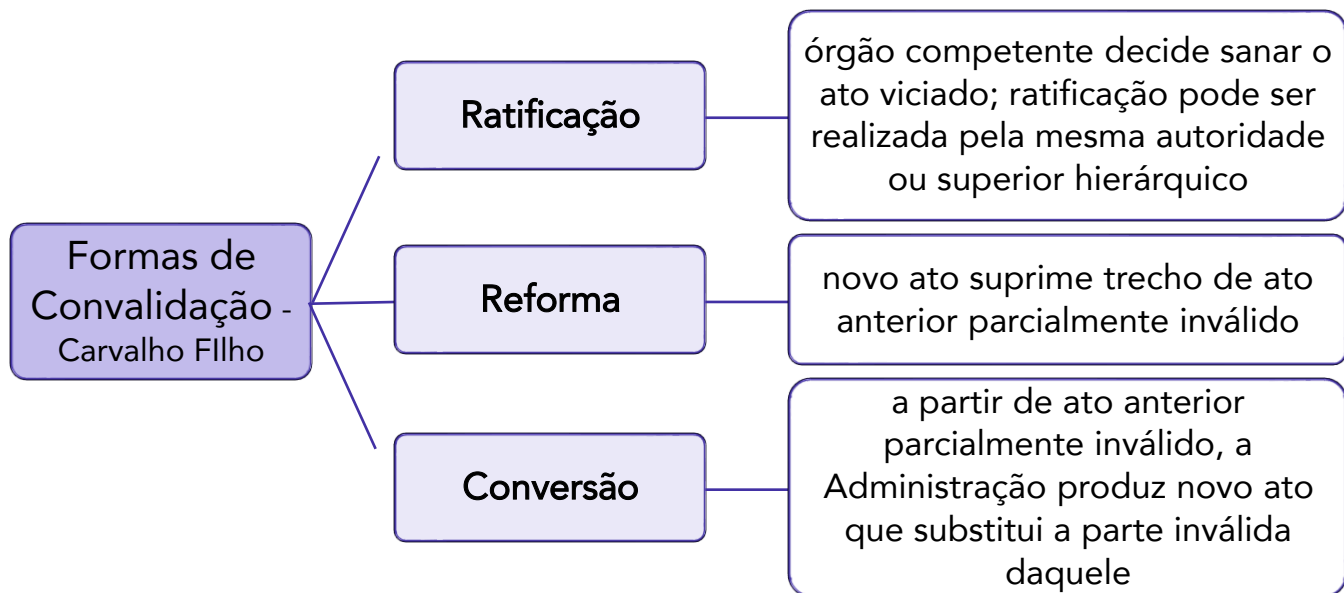 Formas de
Convalidação -
Carvalho FIlho
Ratificação
órgão competente decide sanar o
ato viciado; ratificação pode ser
realizada pela mesma autoridade
ou superior hierárquico
Reforma
novo ato suprime trecho de ato
anterior parcialmente inválido
Conversão
a partir de ato anterior
parcialmente inválido, a
Administração produz novo ato
que substitui a parte inválida
daquele